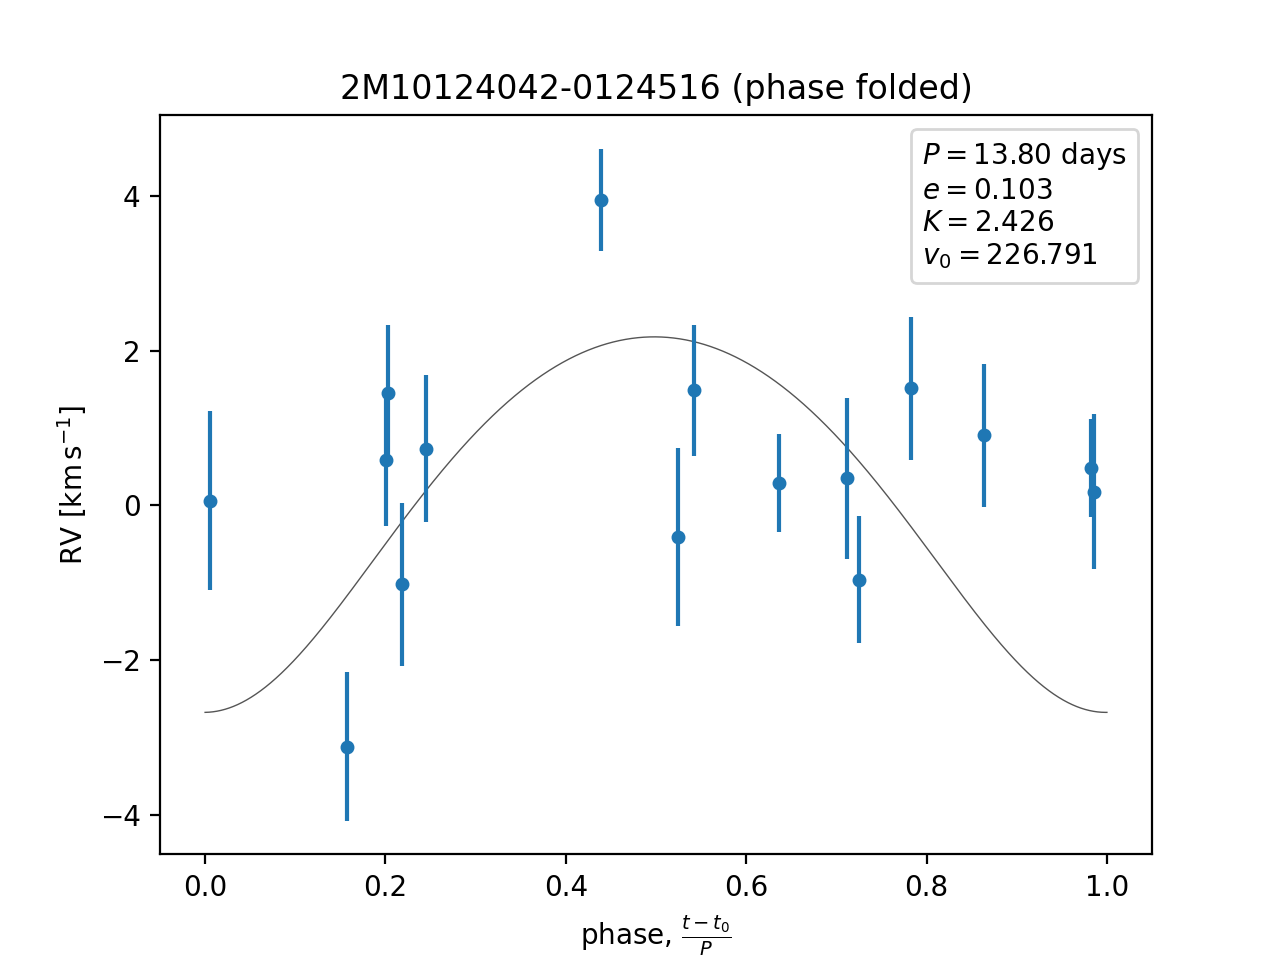 2M10124042-0124516 (phase folded)
P = 13.80 days
e = 0.103
K = 2.426
v₀ = 226.791
4
2
0
−2
−4
RV [km s⁻¹]
0.0 0.2 0.4 0.6 0.8 1.0
phase, (t − t₀)/P